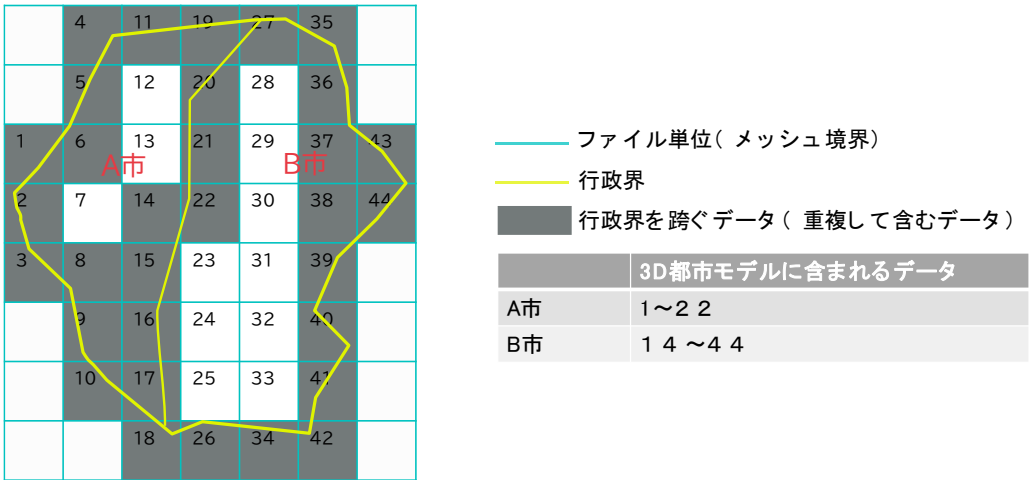 4 11 19 27 35
5 12 20 28 36
1 6 13 21 29 37 43
A市 B市
2 7 14 22 30 38 44
3 8 15 23 31 39
9 16 24 32 40
10 17 25 33 41
18 26 34 42
ファイル単位( メッシュ境界)
行政界
行政界を跨ぐデータ( 重複して含むデータ)
3D都市モデルに含まれるデータ
A市 1～22
B市 14～44